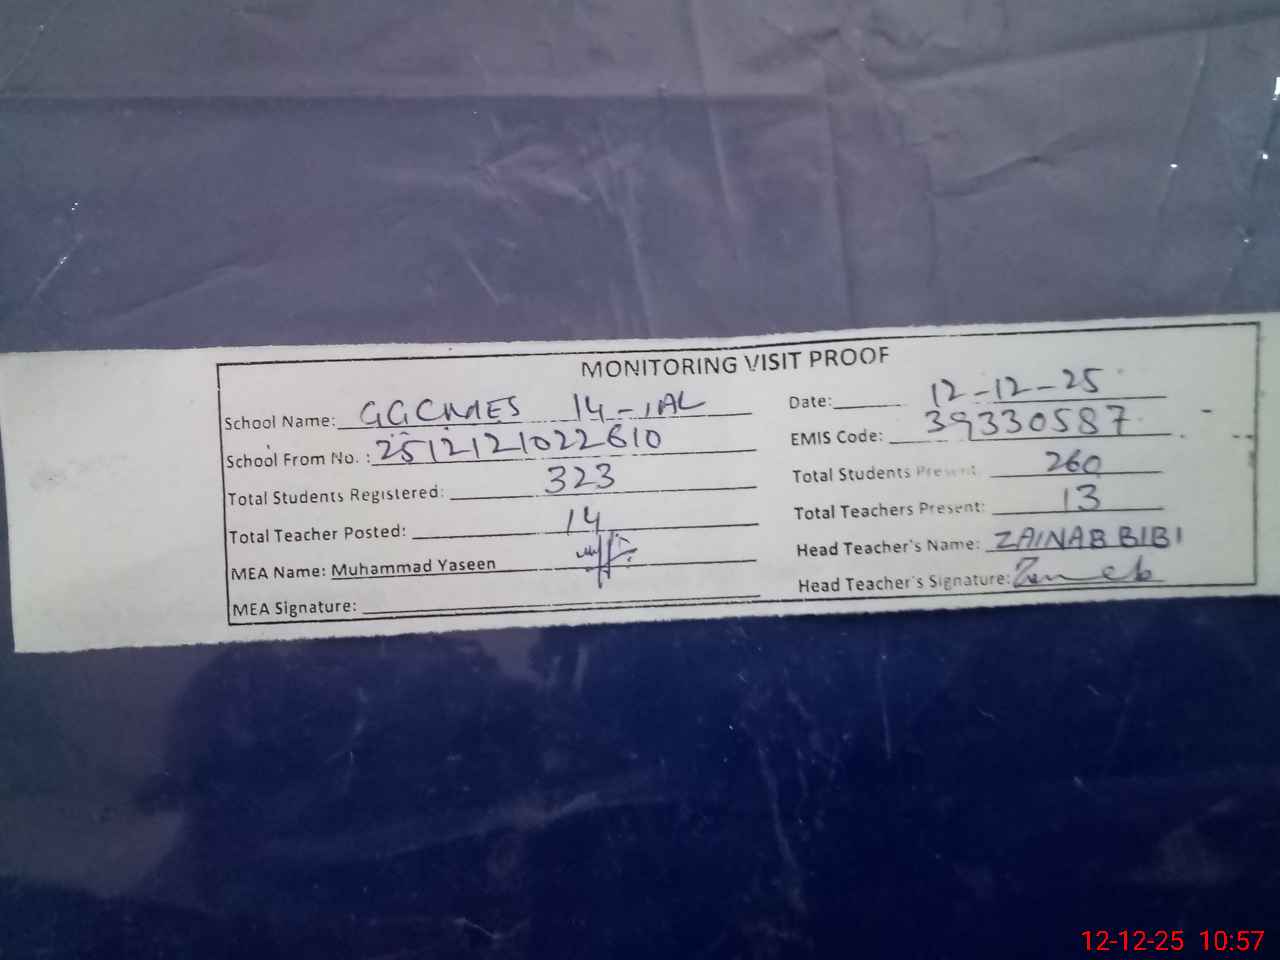 MONITORING VISIT PROOF
School Name: GGCMES 14-1AL Date: 12-12-25
School From No. : 2512121022610 EMIS Code: 39330587
Total Students Registered: 323 Total Students Present: 260
Total Teacher Posted: 14 Total Teachers Present: 13
MEA Name: Muhammad Yaseen Head Teacher's Name: ZAINAB BIBI
MEA Signature: Head Teacher's Signature:
12-12-25 10:57